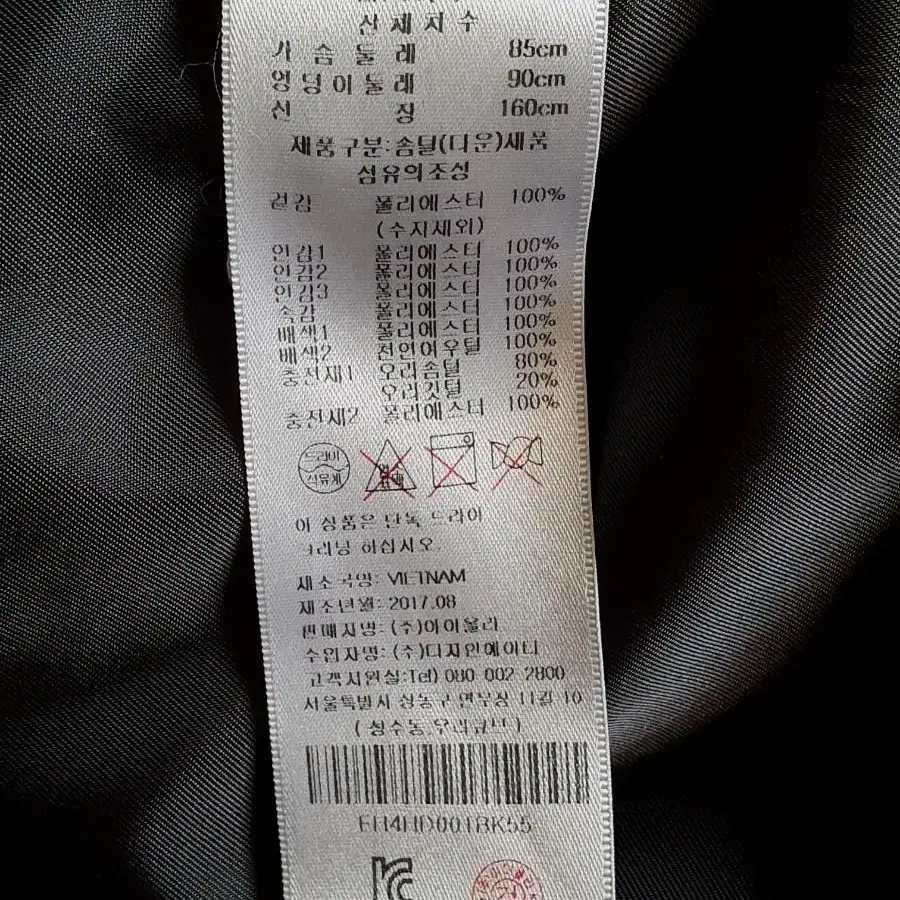 신체치수
가슴둘레 85cm
엉덩이둘레 90cm
신 장 160cm
제품구분:솜털(다운)제품
섬유의조성
겉감 폴리에스터 100%
(수지제외)
안감1 폴리에스터 100%
안감2 폴리에스터 100%
안감3 폴리에스터 100%
속감 폴리에스터 100%
배색1 폴리에스터 100%
배색2 천연여우털 100%
충전재1 오리솜털 80%
오리깃털 20%
충전재2 폴리에스터 100%
드라이
석유계
이 상품은 단독 드라이
크리닝 하십시오.
제조국명: VIETNAM
제조년월: 2017.08
판매자명: (주)아이올리
수입자명: (주)디자인에이티
고객지원실:Tel) 080 002 2800
서울특별시 성동구 연무장 11길 10
(성수동,우리큐브)
EH4HD001BK55